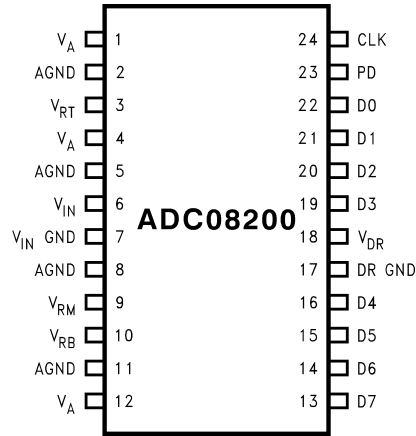 V_A 1 24 CLK
AGND 2 23 PD
V_RT 3 22 D0
V_A 4 21 D1
AGND 5 20 D2
V_IN 6 19 D3
ADC08200
V_IN GND 7 18 V_DR
AGND 8 17 DR GND
V_RM 9 16 D4
V_RB 10 15 D5
AGND 11 14 D6
V_A 12 13 D7